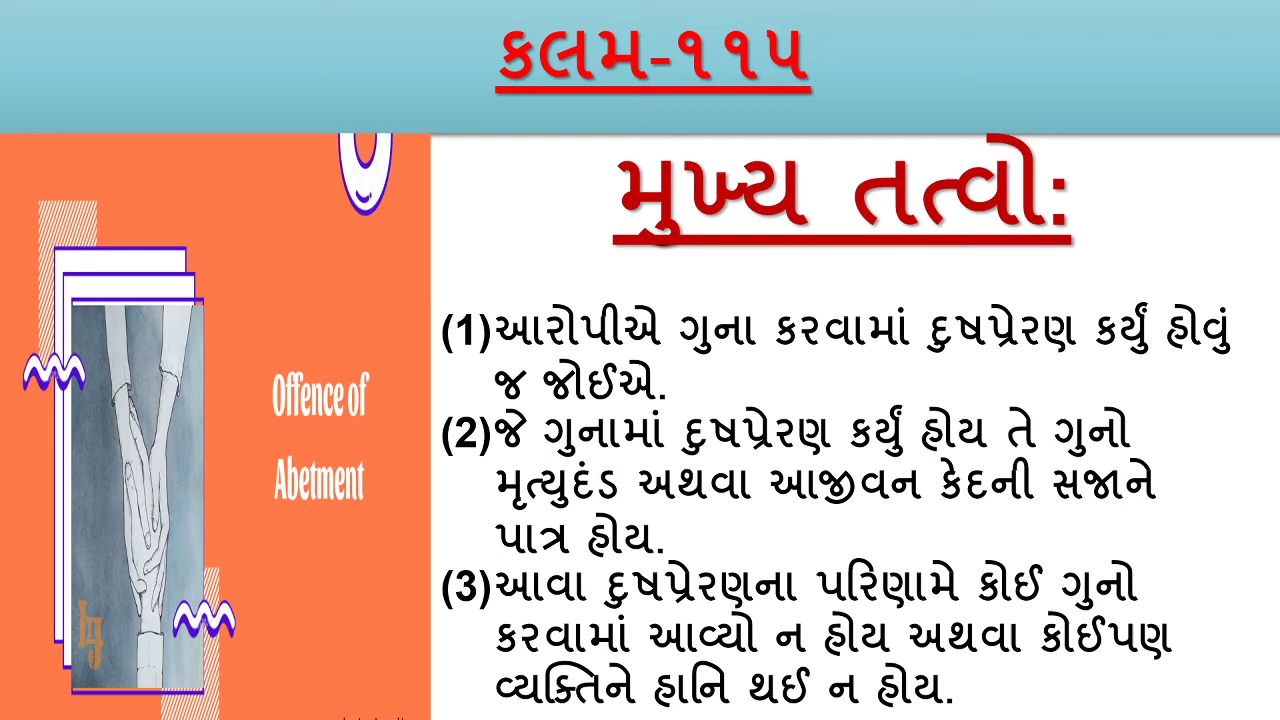 કલમ-૧૧૫
મુખ્ય તત્વો:
(1)આરોપીએ ગુના કરવામાં દુષપ્રેરણ કર્યું હોવું
જ જોઈએ.
(2)જે ગુનામાં દુષપ્રેરણ કર્યું હોય તે ગુનો
મૃત્યુદંડ અથવા આજીવન કેદની સજાને
પાત્ર હોય.
(3)આવા દુષપ્રેરણના પરિણામે કોઈ ગુનો
કરવામાં આવ્યો ન હોય અથવા કોઈપણ
વ્યક્તિને હાનિ થઈ ન હોય.
Offence of
Abetment